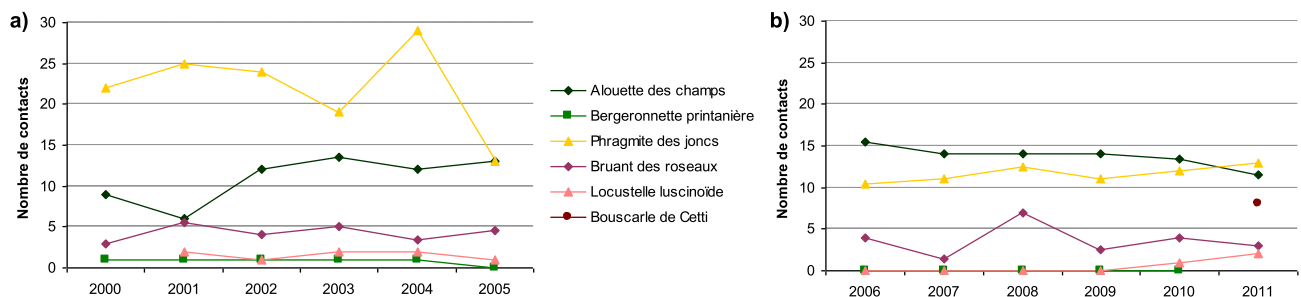 a)
Nombre de contacts
30
25
20
15
10
5
0
2000 2001 2002 2003 2004 2005
Alouette des champs
Bergeronnette printanière
Phragmite des joncs
Bruant des roseaux
Locustelle luscinoïde
Bouscarle de Cetti
b)
Nombre de contacts
30
25
20
15
10
5
0
2006 2007 2008 2009 2010 2011